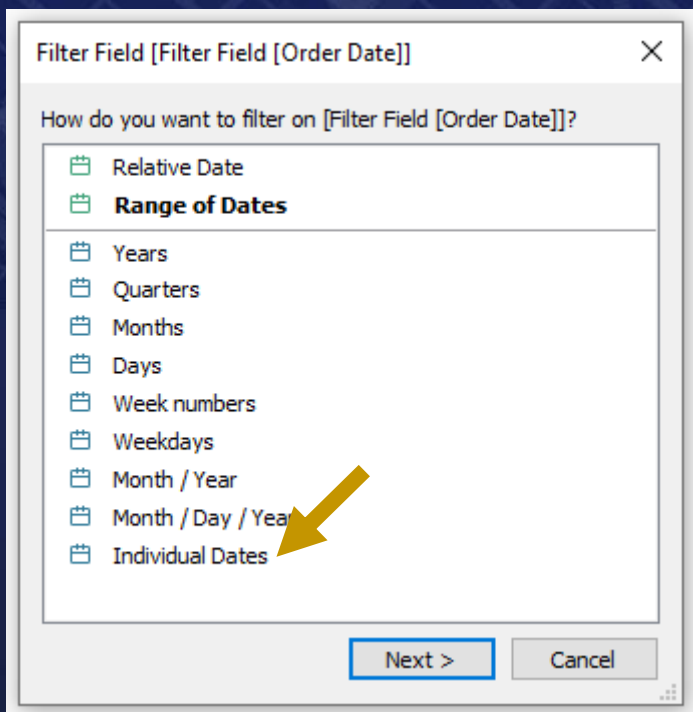 Filter Field [Filter Field [Order Date]]
How do you want to filter on [Filter Field [Order Date]]?
Relative Date
Range of Dates
Years
Quarters
Months
Days
Week numbers
Weekdays
Month / Year
Month / Day / Year
Individual Dates
Next > Cancel